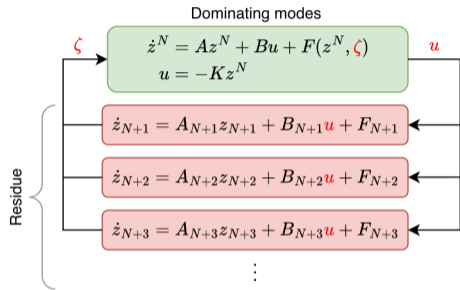 Dominating modes
ζ
ż^N = Az^N + Bu + F(z^N, ζ)
u = −Kz^N
u
Residue
ż_{N+1} = A_{N+1}z_{N+1} + B_{N+1}u + F_{N+1}
ż_{N+2} = A_{N+2}z_{N+2} + B_{N+2}u + F_{N+2}
ż_{N+3} = A_{N+3}z_{N+3} + B_{N+3}u + F_{N+3}
⋮